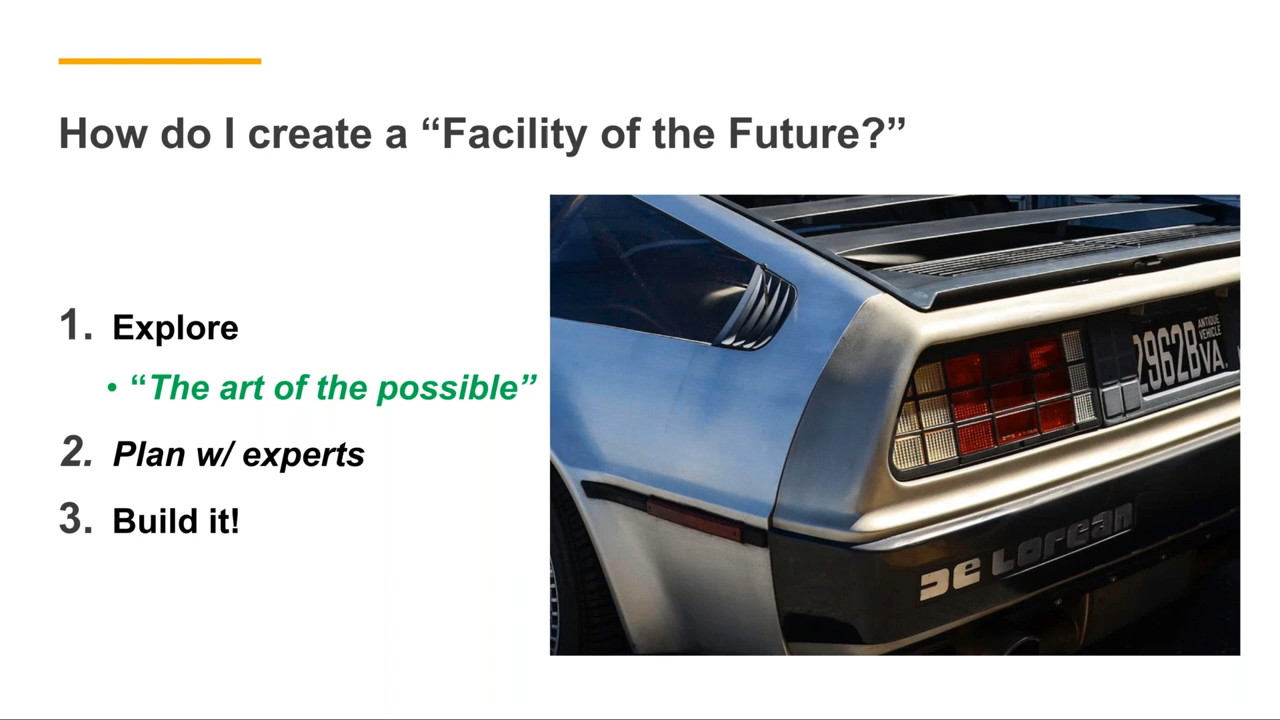 How do I create a “Facility of the Future?”
1. Explore
• “The art of the possible”
2. Plan w/ experts
3. Build it!
2962B
ANTIQUE
VEHICLE
VA.
De Lorean